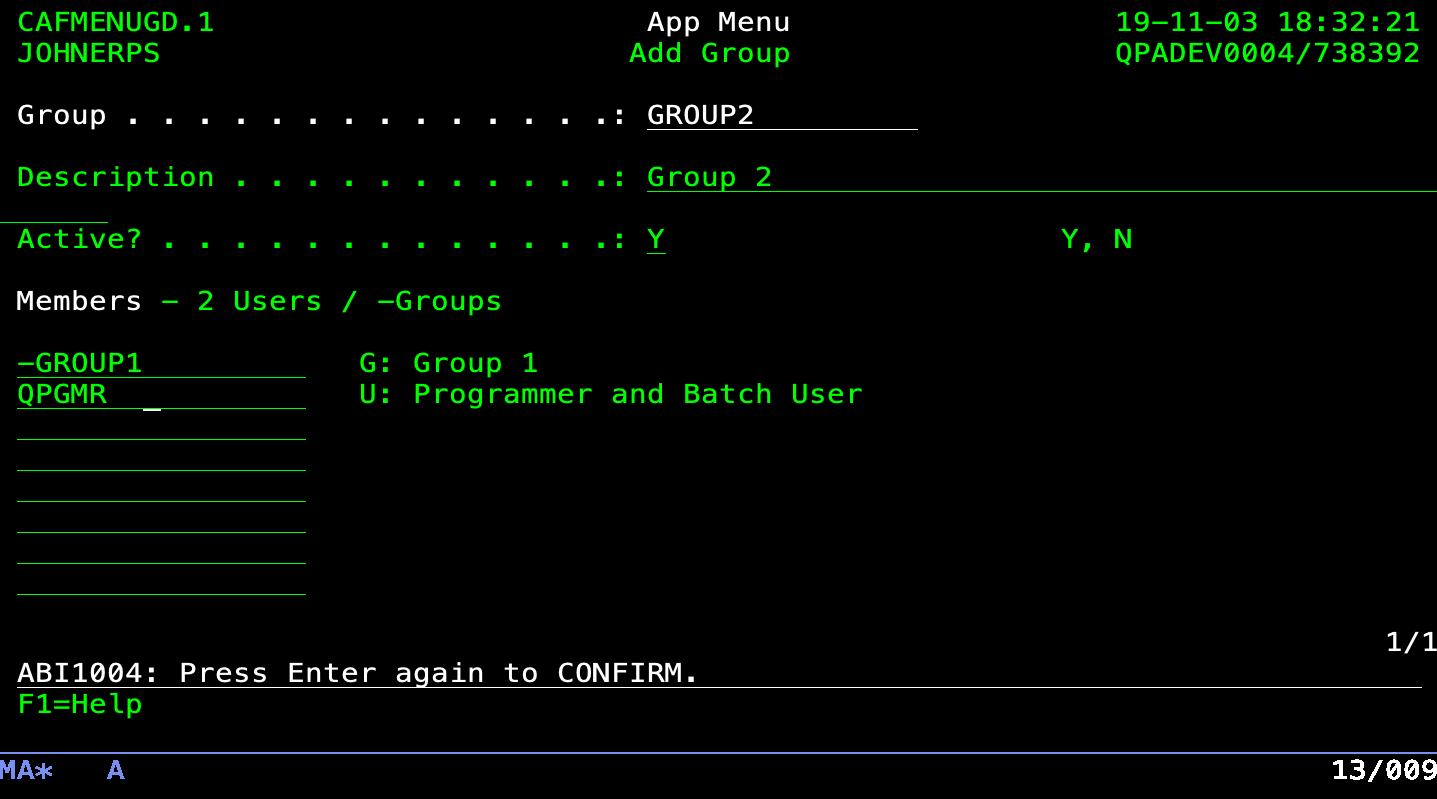 CAFMENUGD.1 App Menu 19-11-03 18:32:21
JOHNERPS Add Group QPADEV0004/738392
Group . . . . . . . . . . . . . .: GROUP2
Description . . . . . . . . . . .: Group 2
Active? . . . . . . . . . . . . .: Y Y, N
Members - 2 Users / -Groups
-GROUP1 G: Group 1
QPGMR U: Programmer and Batch User
1/1
ABI1004: Press Enter again to CONFIRM.
F1=Help
MA* A 13/009